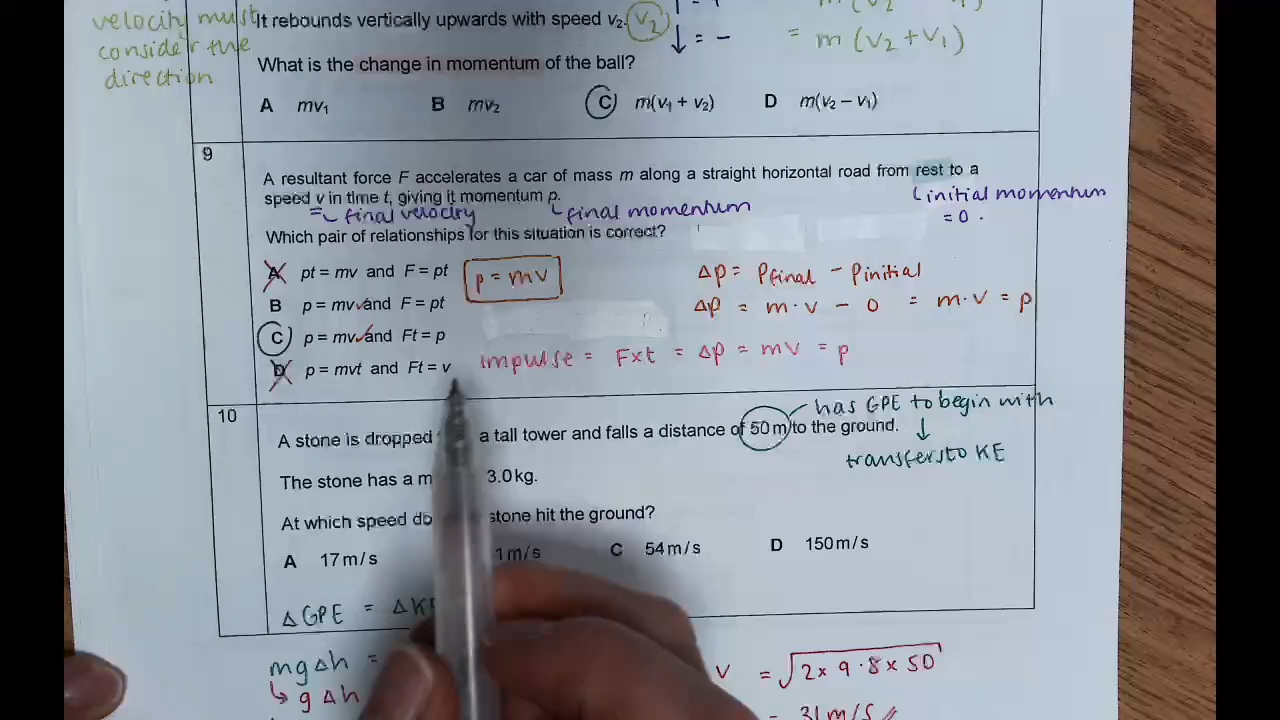 velocity must
consider the
direction
It rebounds vertically upwards with speed v₂. v₂
↓ = −
= m (v₂ + v₁)
What is the change in momentum of the ball?
A mv₁ B mv₂ C m(v₁ + v₂) D m(v₂ − v₁)
9
A resultant force F accelerates a car of mass m along a straight horizontal road from rest to a
speed v in time t, giving it momentum p.
= final velocity final momentum
initial momentum
= 0 .
Which pair of relationships for this situation is correct?
A pt = mv and F = pt
B p = mv ✓ and F = pt
C p = mv ✓ and Ft = p
D p = mvt and Ft = v
p = mv
Δp = Pfinal − Pinitial
Δp = m · v − 0 = m·v = p
impulse = F×t = Δp = mv = p
10
has GPE to begin with
↓
transfers to KE
A stone is dropped a tall tower and falls a distance of 50 m to the ground.
The stone has a 3.0 kg.
At which speed stone hit the ground?
A 17 m/s 1 m/s C 54 m/s D 150 m/s
ΔGPE = ΔK
mgΔh =
↳ gΔh
v = √2 × 9.8 × 50
= 31 m/s //